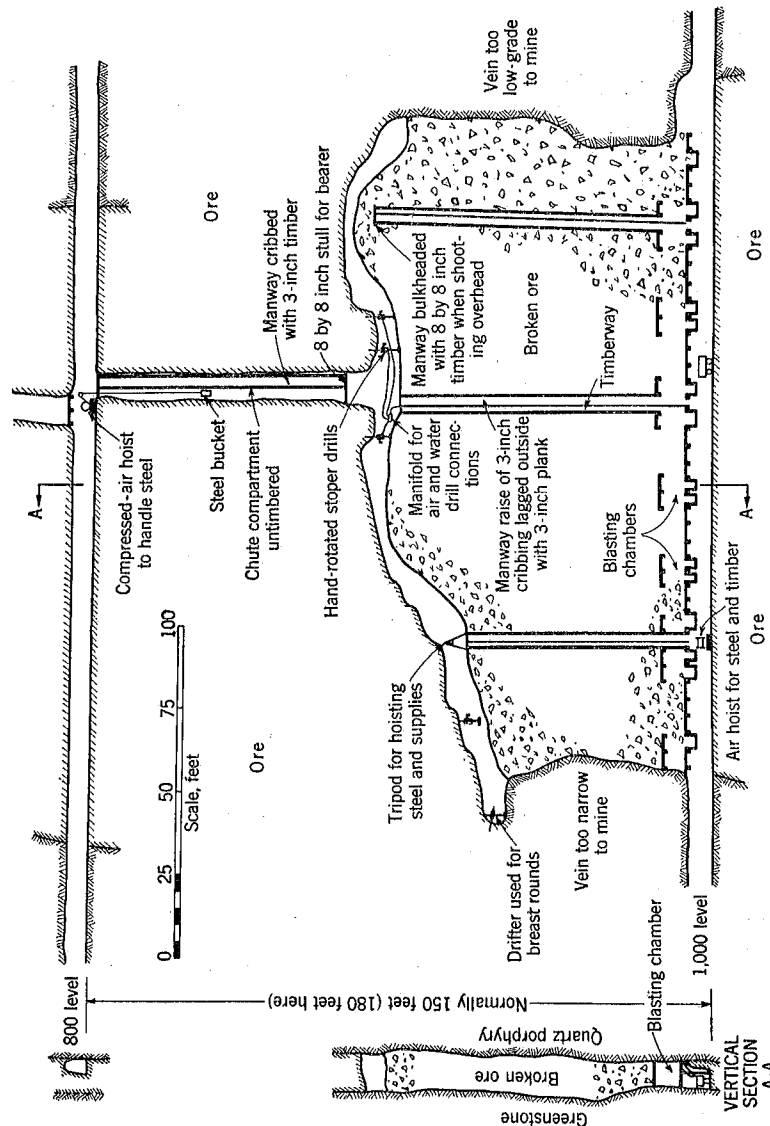 800 level
Ore
Ore
A
Compressed-air hoist
to handle steel
Steel bucket
Chute compartment
untimbered
Manway cribbed
with 3-inch timber
8 by 8 inch stull for bearer
0 25 50 75 100
Scale, feet
Normally 150 feet (180 feet here)
Hand-rotated stoper drills
Tripod for hoisting
steel and supplies
Manifold for
air and water
drill connec-
tions
Manway bulkheaded
with 8 by 8 inch
timber when shoot-
ing overhead
Vein too
low-grade
to mine
Drifter used for
breast rounds
Manway raise of 3-inch
cribbing lagged outside
with 3-inch plank
Broken ore
Timberway
Vein too narrow
to mine
Blasting
chambers
A
1,000 level
Air hoist for steel and timber
Ore
Ore
Greenstone
Broken ore
Quartz porphyry
Blasting chamber
VERTICAL
SECTION
A-A